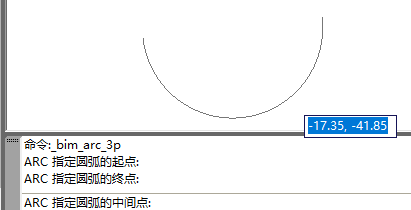 -17.35, -41.85
命令:_bim_arc_3p
ARC 指定圆弧的起点:
ARC 指定圆弧的终点:
ARC 指定圆弧的中间点: